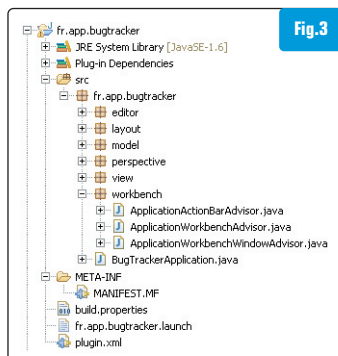 Fig.3
fr.app.bugtracker
JRE System Library [JavaSE-1.6]
Plug-in Dependencies
src
fr.app.bugtracker
editor
layout
model
perspective
view
workbench
ApplicationActionBarAdvisor.java
ApplicationWorkbenchAdvisor.java
ApplicationWorkbenchWindowAdvisor.java
BugTrackerApplication.java
META-INF
MANIFEST.MF
build.properties
fr.app.bugtracker.launch
plugin.xml